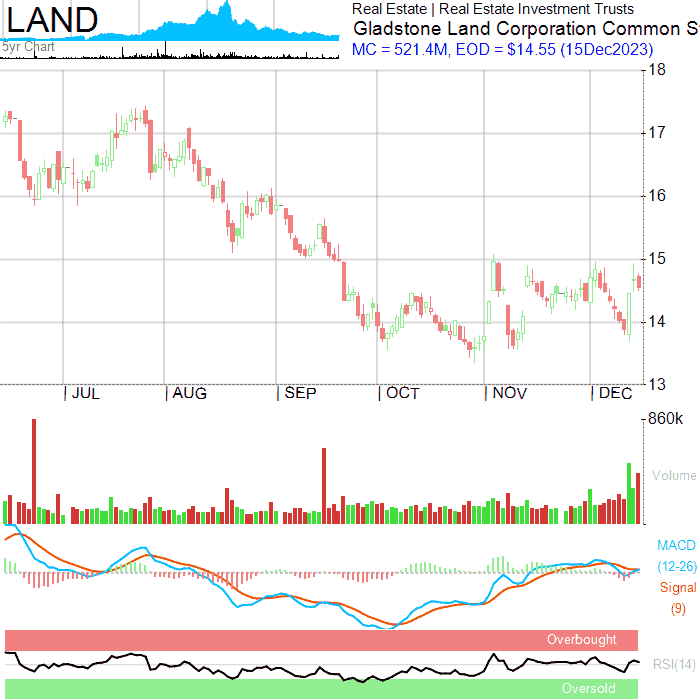 LAND
5yr Chart
Real Estate | Real Estate Investment Trusts
Gladstone Land Corporation Common S
MC = 521.4M, EOD = $14.55 (15Dec2023)
18
17
16
15
14
13
JUL AUG SEP OCT NOV DEC
860k
Volume
MACD
(12-26)
Signal
(9)
Overbought
RSI(14)
Oversold